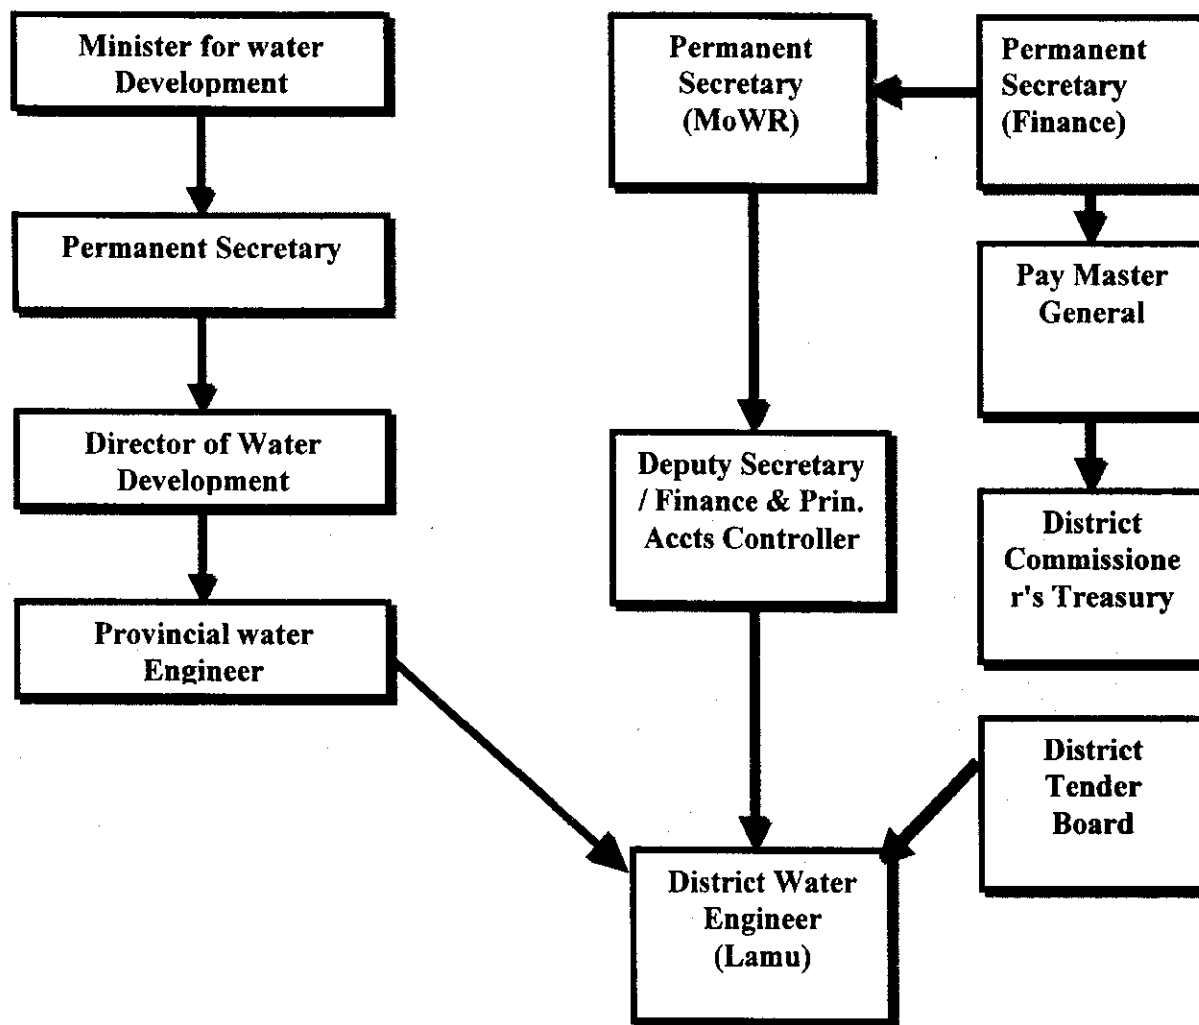 Minister for water
Development
Permanent Secretary
Director of Water
Development
Provincial water
Engineer
Permanent
Secretary
(MoWR)
Deputy Secretary
/ Finance & Prin.
Accts Controller
District Water
Engineer
(Lamu)
Permanent
Secretary
(Finance)
Pay Master
General
District
Commissione
r's Treasury
District
Tender
Board